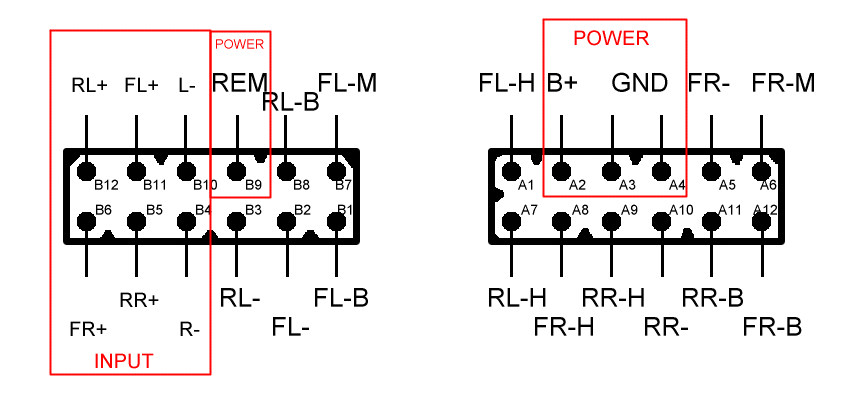 POWER
RL+ FL+ L- REM RL-B FL-M
B12 B11 B10 B9 B8 B7
B6 B5 B4 B3 B2 B1
RR+ RL- FL-B
FR+ R- FL-
INPUT
POWER
FL-H B+ GND FR- FR-M
A1 A2 A3 A4 A5 A6
A7 A8 A9 A10 A11 A12
RL-H RR-H RR-B
FR-H RR- FR-B